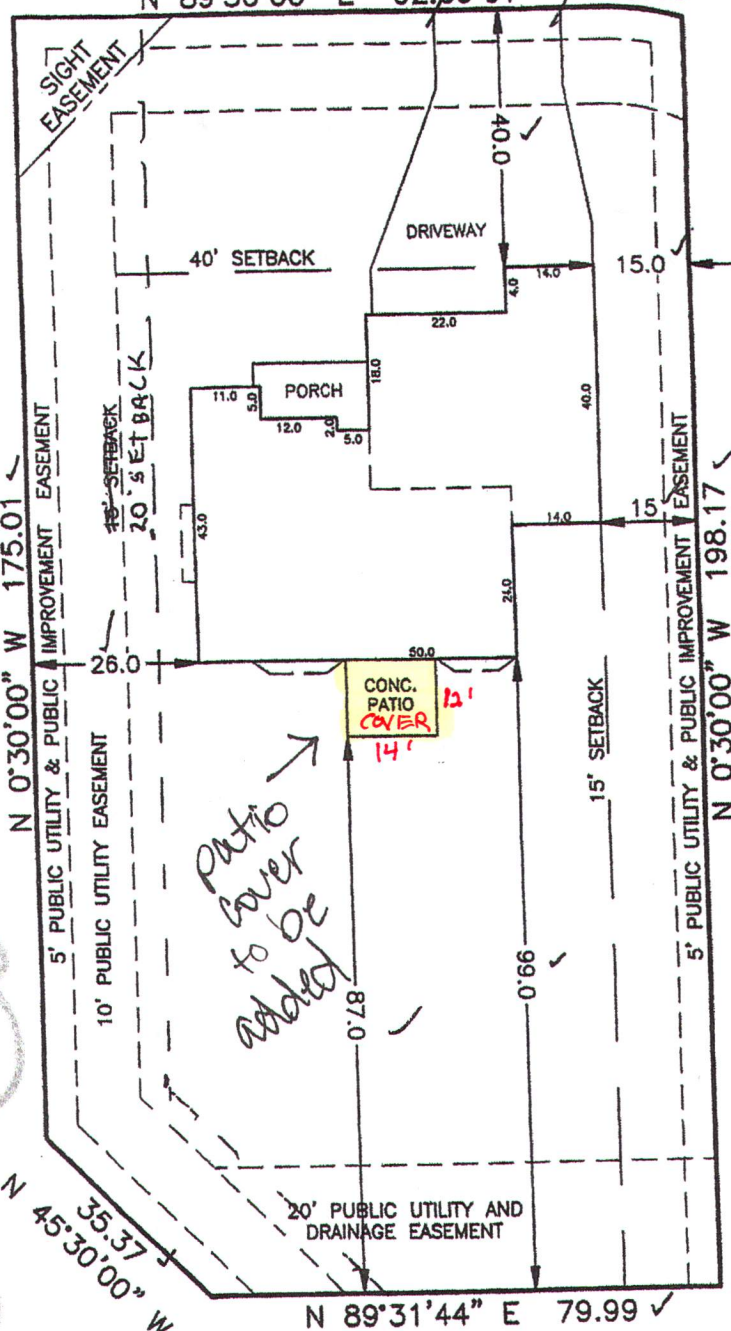 SIGHT
EASEMENT
40.0
DRIVEWAY
40' SETBACK
14.0
15.0
4.0
22.0
18.0
PORCH
11.0
5.0
12.0
2.0
5.0
40.0
15' SETBACK
20' SETBACK
43.0
14.0
15
24.0
50.0
26.0
CONC.
PATIO
COVER
12'
14'
patio
cover
to be
added
87.0
99.0
15' SETBACK
N 0°30'00" W 175.01
5' PUBLIC UTILITY & PUBLIC IMPROVEMENT EASEMENT
10' PUBLIC UTILITY EASEMENT
5' PUBLIC UTILITY & PUBLIC IMPROVEMENT EASEMENT
N 0°30'00" W 198.17
20' PUBLIC UTILITY AND
DRAINAGE EASEMENT
35.37
N 45°30'00" W
N 89°31'44" E 79.99